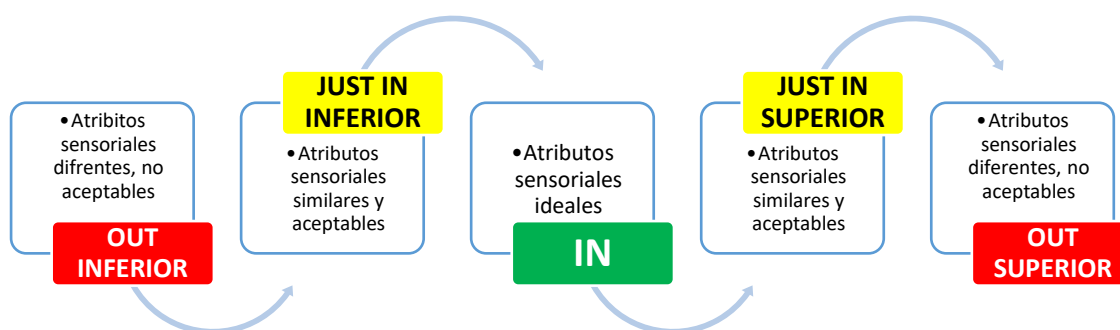 •Atribitos
sensoriales
difrentes, no
aceptables
OUT
INFERIOR
JUST IN
INFERIOR
•Atributos
sensoriales
similares y
aceptables
•Atributos
sensoriales
ideales
IN
JUST IN
SUPERIOR
•Atributos
sensoriales
similares y
aceptables
•Atributos
sensoriales
diferentes, no
aceptables
OUT
SUPERIOR